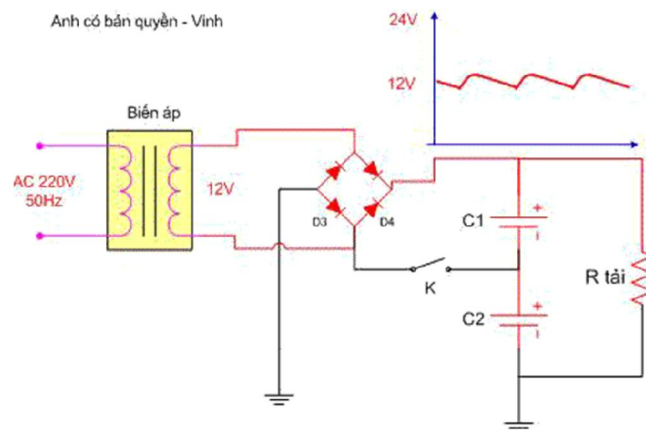 Anh có bản quyền - Vinh
24V
12V
Biến áp
AC 220V
50Hz
12V
D3
D4
K
C1
+
-
C2
+
-
R tải